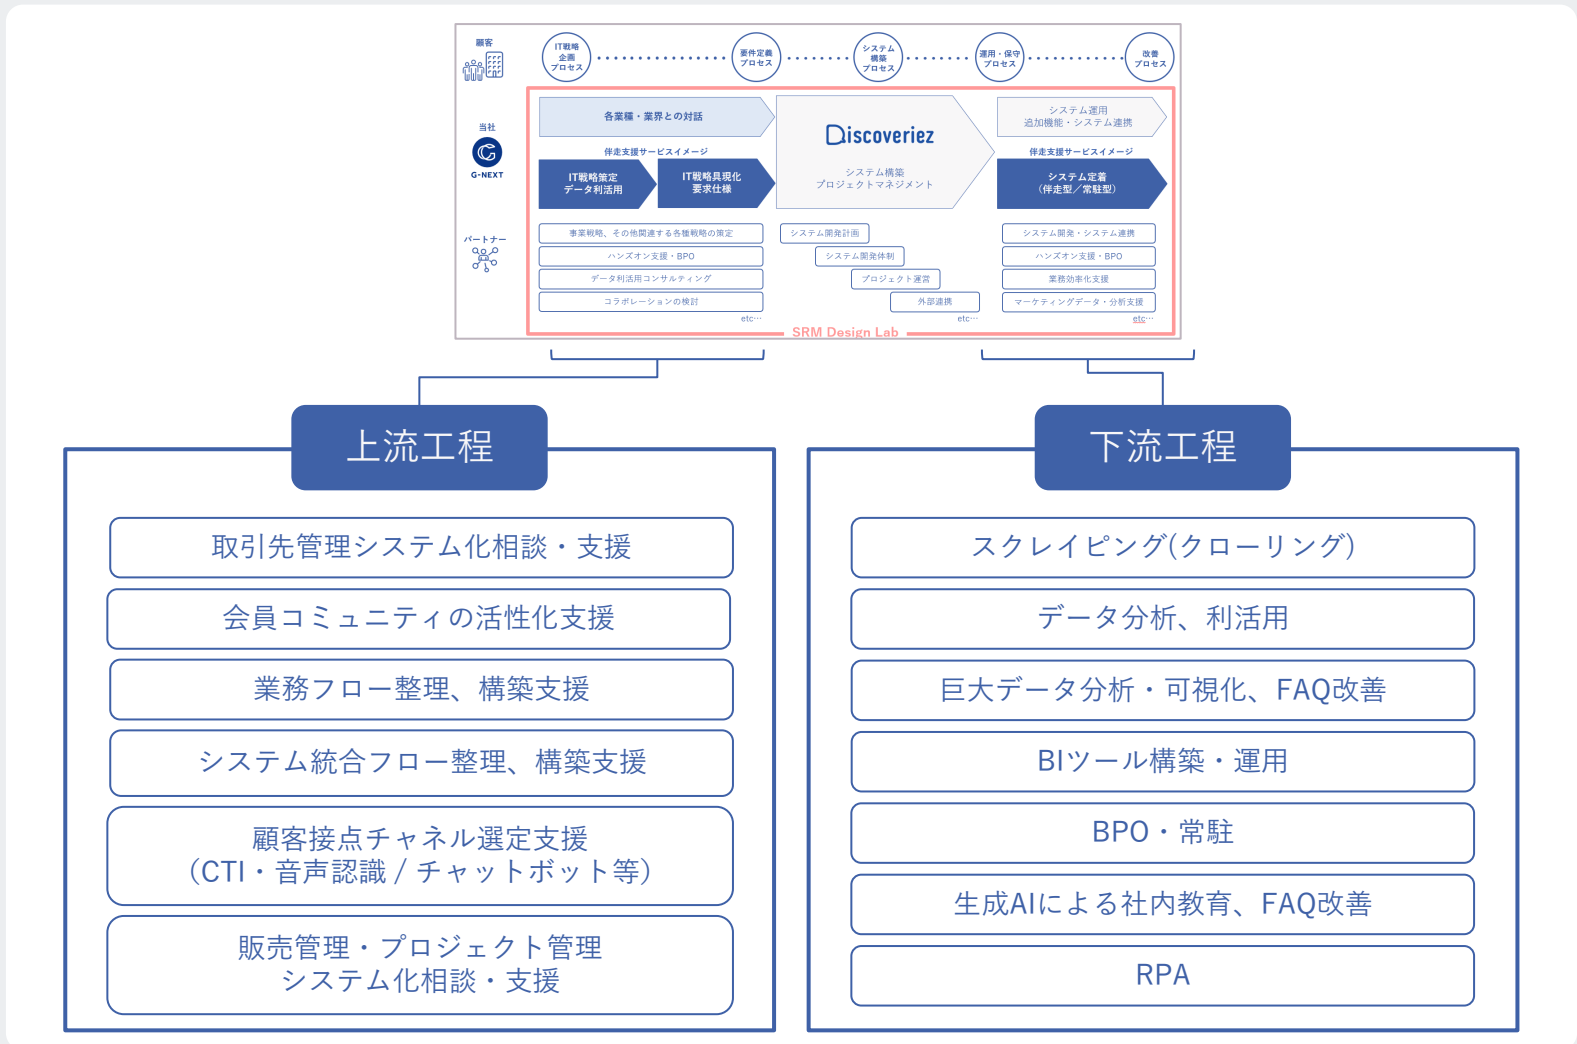 顧客
IT戦略
企画
プロセス
要件定義
プロセス
システム
構築
プロセス
運用・保守
プロセス
改善
プロセス
当社
G-NEXT
各業種・業界との対話
伴走支援サービスイメージ
IT戦略策定
データ利活用
IT戦略具現化
要求仕様
Discoveriez
システム構築
プロジェクトマネジメント
システム運用
追加機能・システム連携
伴走支援サービスイメージ
システム定着
（伴走型／常駐型）
パートナー
事業戦略、その他関連する各種戦略の策定
ハンズオン支援・BPO
データ利活用コンサルティング
コラボレーションの検討
etc…
システム開発計画
システム開発体制
プロジェクト運営
外部連携
etc…
システム開発・システム連携
ハンズオン支援・BPO
業務効率化支援
マーケティングデータ・分析支援
etc…
SRM Design Lab
上流工程
取引先管理システム化相談・支援
会員コミュニティの活性化支援
業務フロー整理、構築支援
システム統合フロー整理、構築支援
顧客接点チャネル選定支援
（CTI・音声認識 / チャットボット等）
販売管理・プロジェクト管理
システム化相談・支援
下流工程
スクレイピング(クローリング)
データ分析、利活用
巨大データ分析・可視化、FAQ改善
BIツール構築・運用
BPO・常駐
生成AIによる社内教育、FAQ改善
RPA